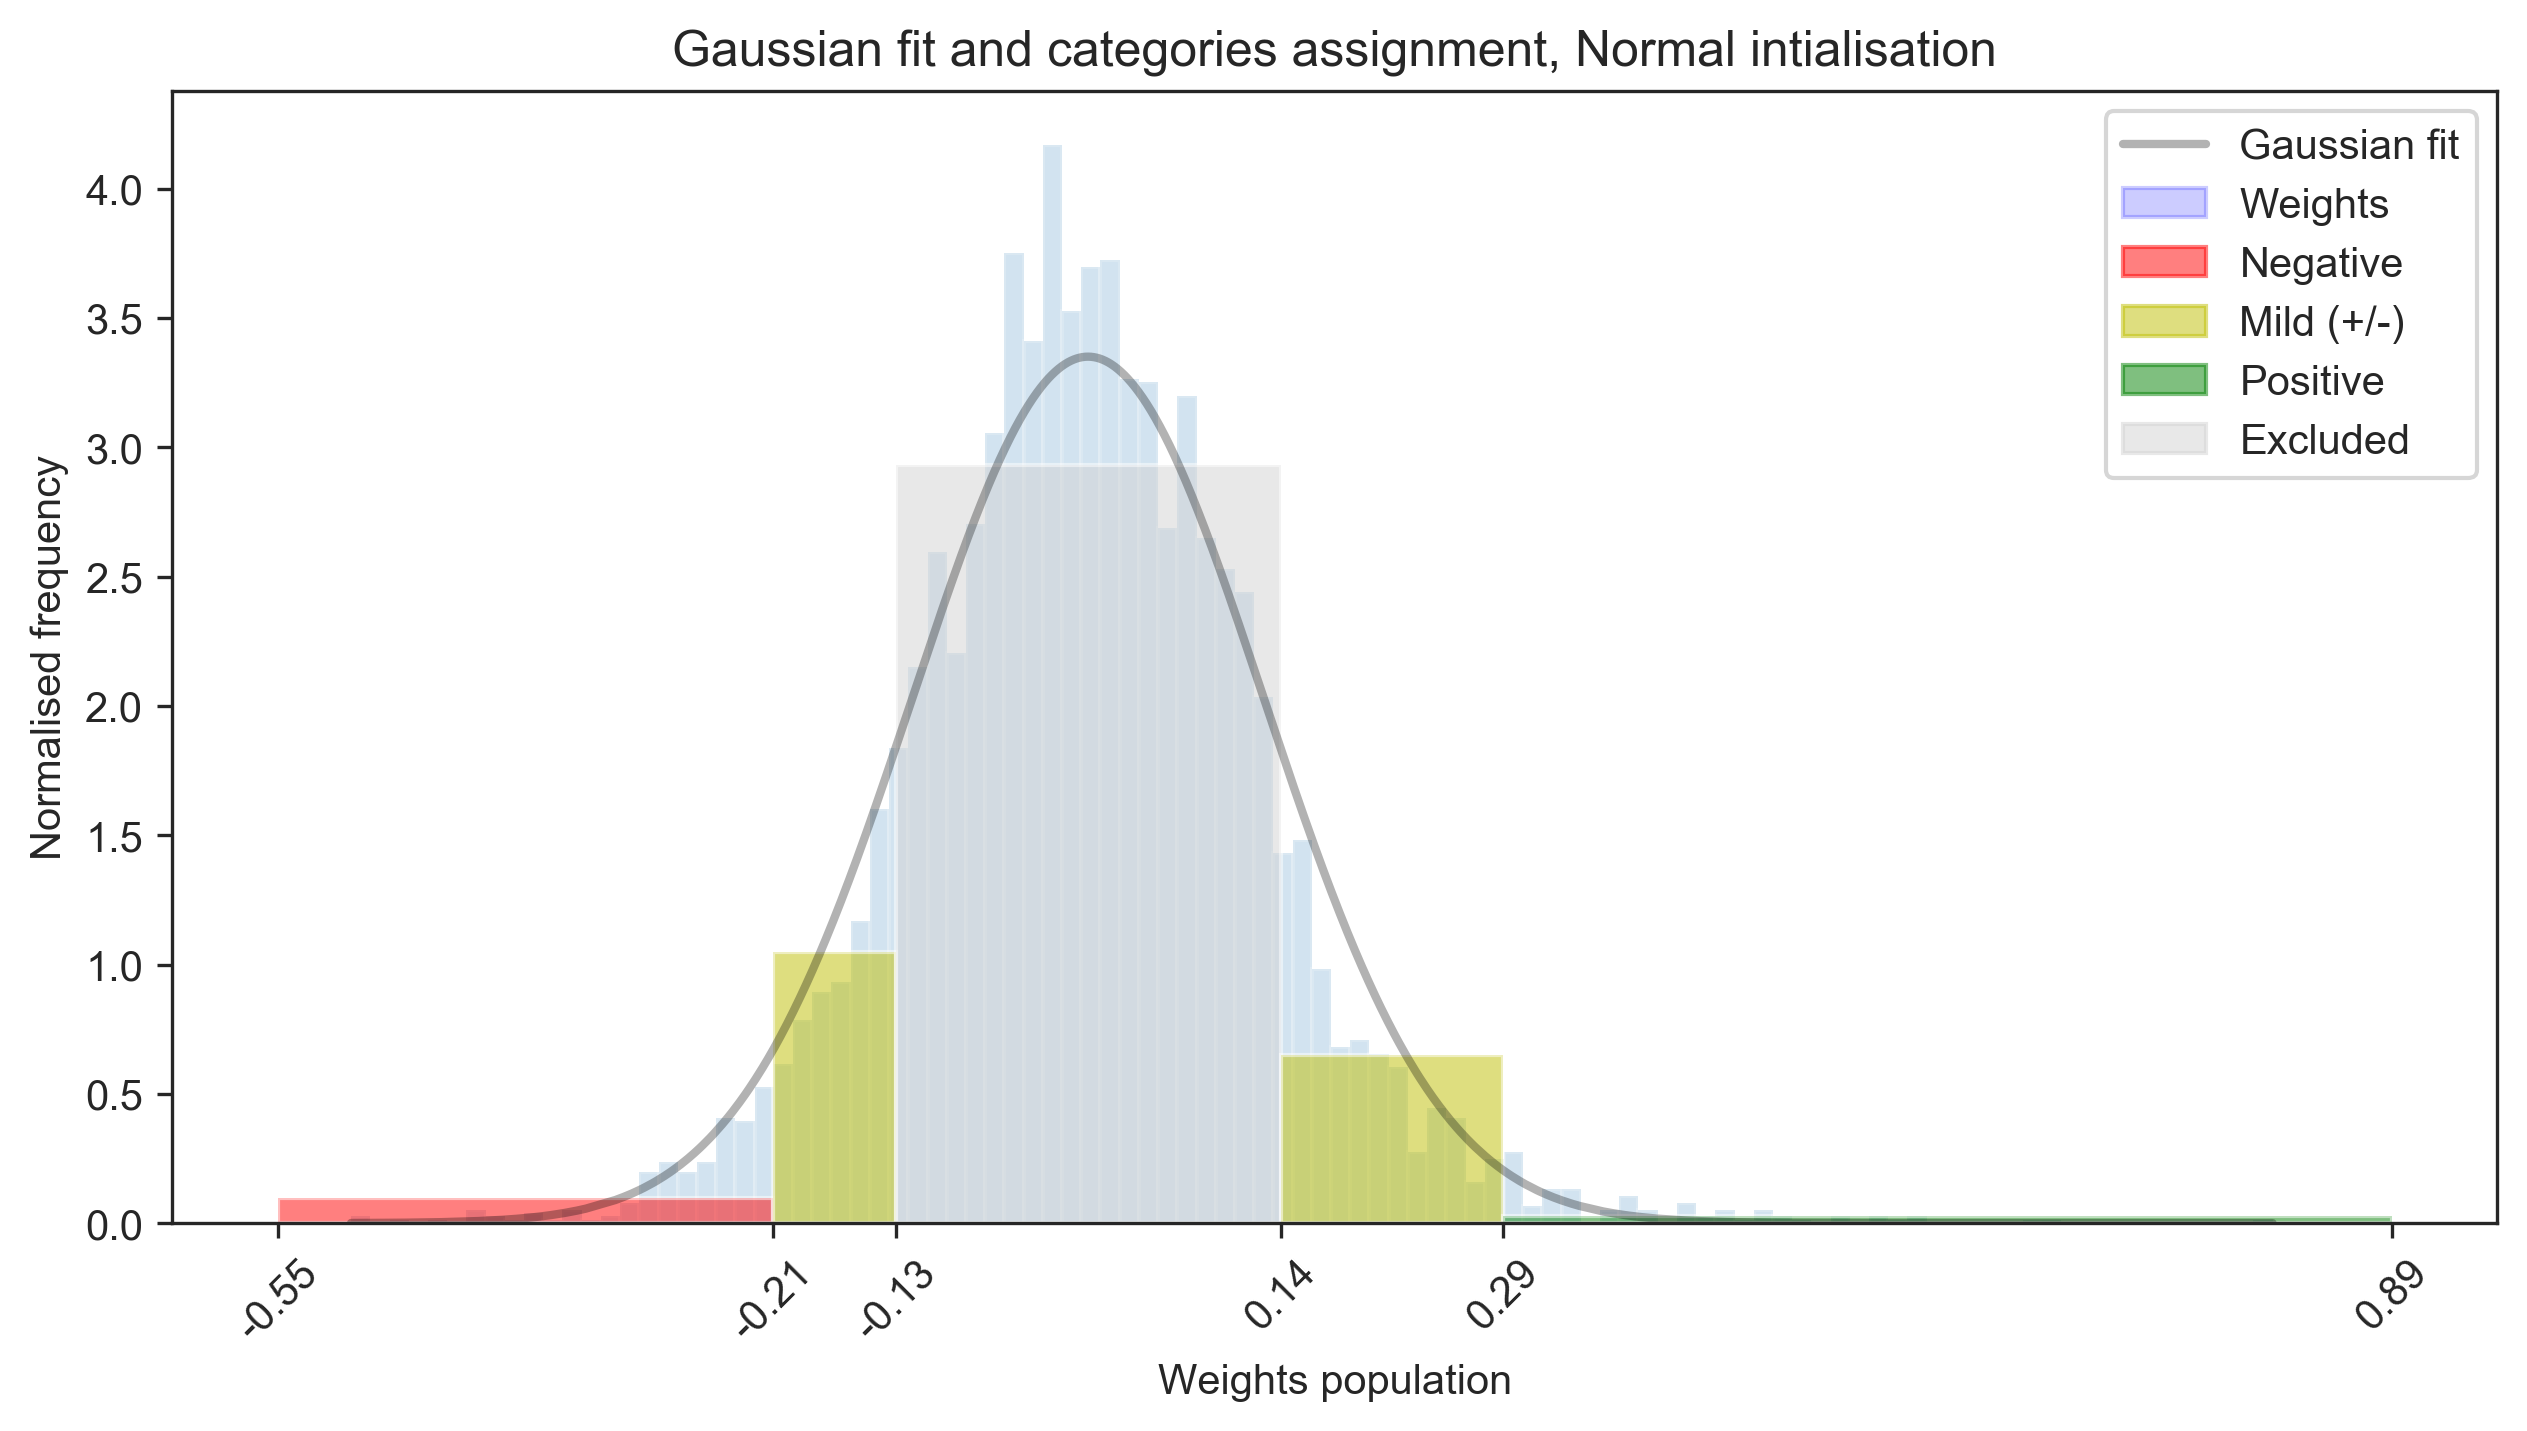 Gaussian fit and categories assignment, Normal intialisation
Gaussian fit
Weights
Negative
Mild (+/-)
Positive
Excluded
Normalised frequency
4.0
3.5
3.0
2.5
2.0
1.5
1.0
0.5
0.0
-0.55
-0.21
-0.13
0.14
0.29
0.89
Weights population